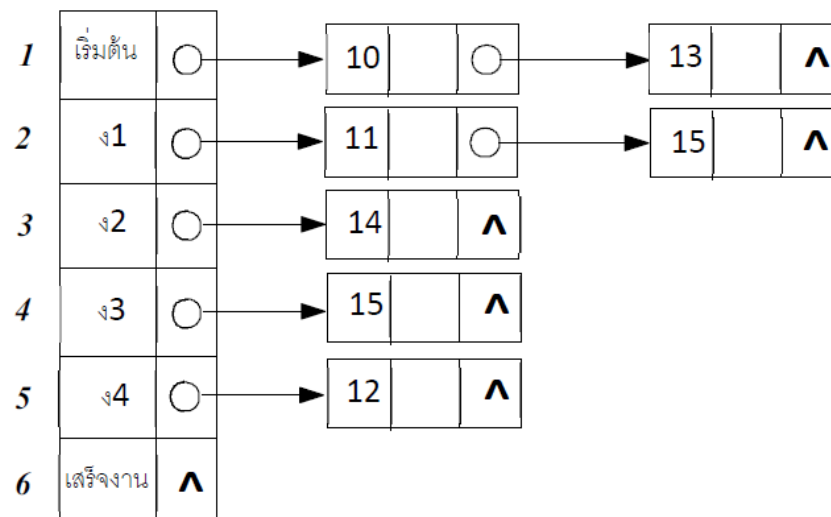 1 เริ่มต้น 10 13 ^
2 ง1 11 15 ^
3 ง2 14 ^
4 ง3 15 ^
5 ง4 12 ^
6 เสร็จงาน ^